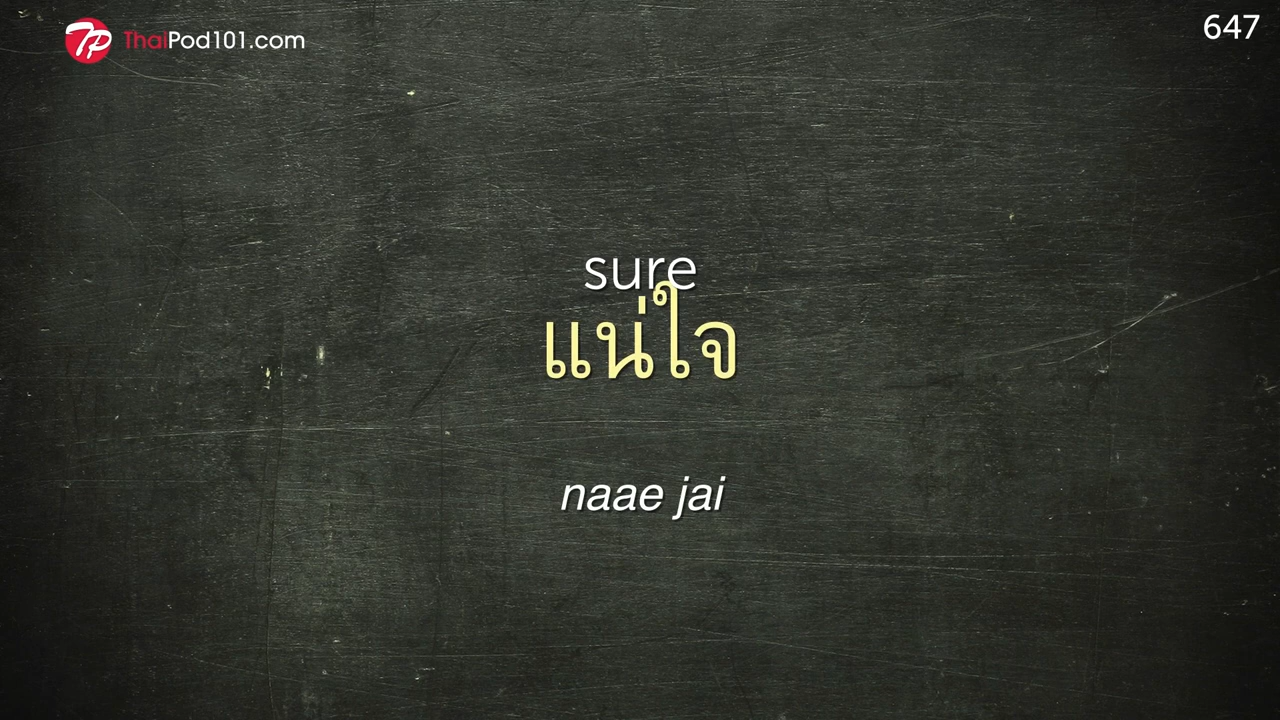 ThaiPod101.com
647
sure
แน่ใจ
naae jai